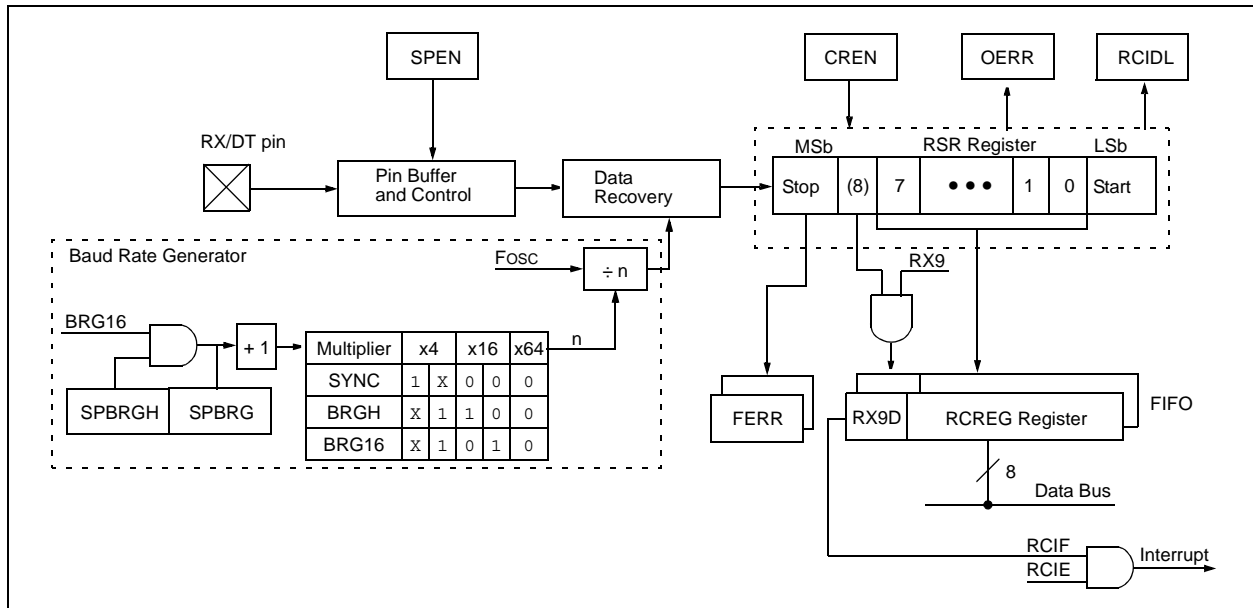 SPEN
CREN
OERR
RCIDL
RX/DT pin
MSb
RSR Register
LSb
Pin Buffer
and Control
Data
Recovery
Stop
(8)
7
• • •
1
0
Start
Baud Rate Generator
FOSC
÷ n
RX9
BRG16
+ 1
n
Multiplier x4 x16 x64
SYNC 1 X 0 0 0
BRGH X 1 1 0 0
BRG16 X 1 0 1 0
SPBRGH
SPBRG
FERR
RX9D
RCREG Register
FIFO
8
Data Bus
RCIF
RCIE
Interrupt